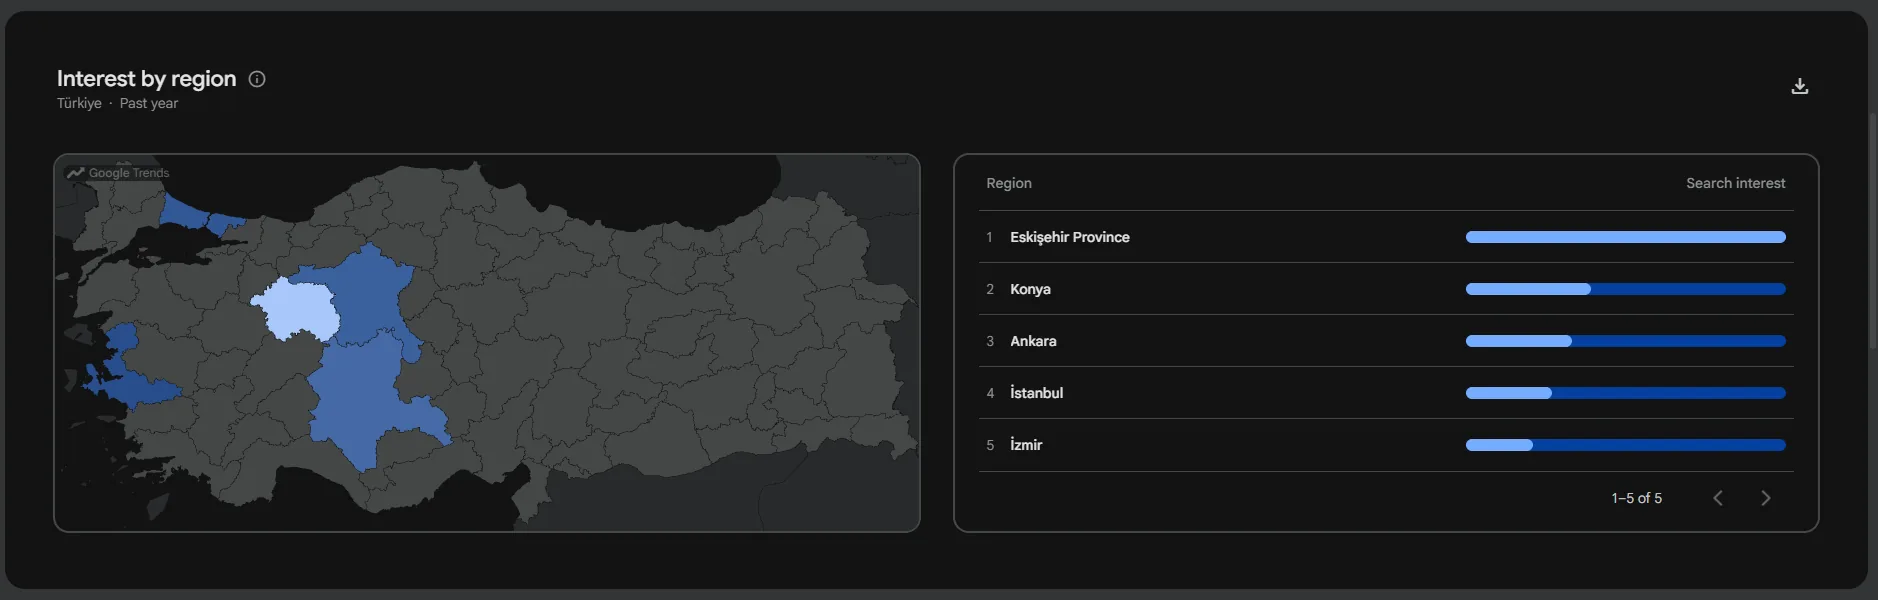 Interest by region
Türkiye · Past year
Google Trends
Region Search interest
1 Eskişehir Province
2 Konya
3 Ankara
4 İstanbul
5 İzmir
1–5 of 5